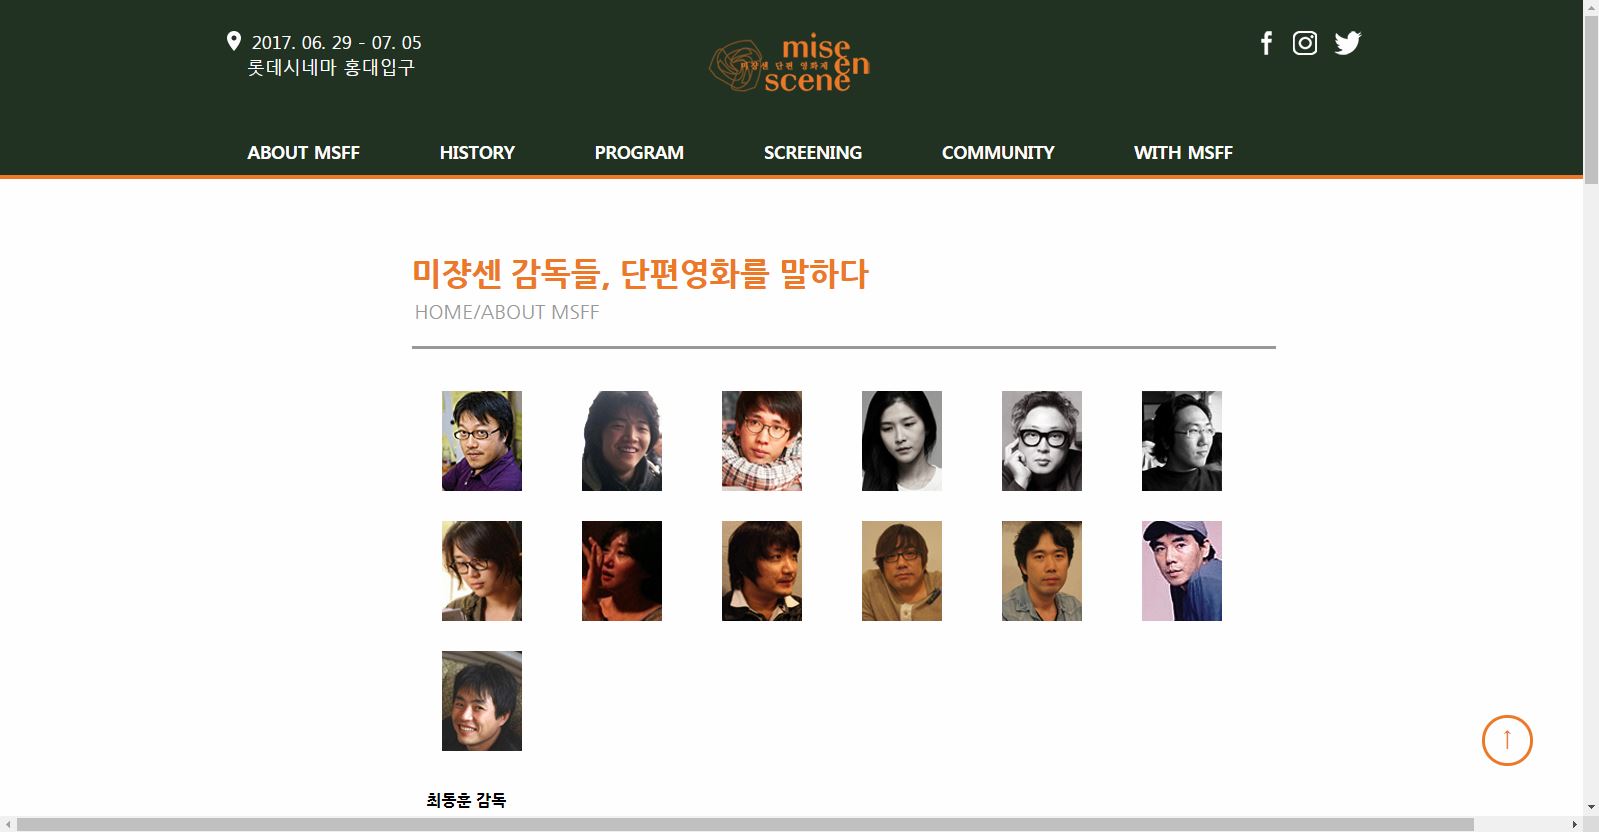 2017. 06. 29 - 07. 05
롯데시네마 홍대입구
mise
미쟝센 단편 영화제
en
scene
ABOUT MSFF HISTORY PROGRAM SCREENING COMMUNITY WITH MSFF
미쟝센 감독들, 단편영화를 말하다
HOME/ABOUT MSFF
↑
최동훈 감독